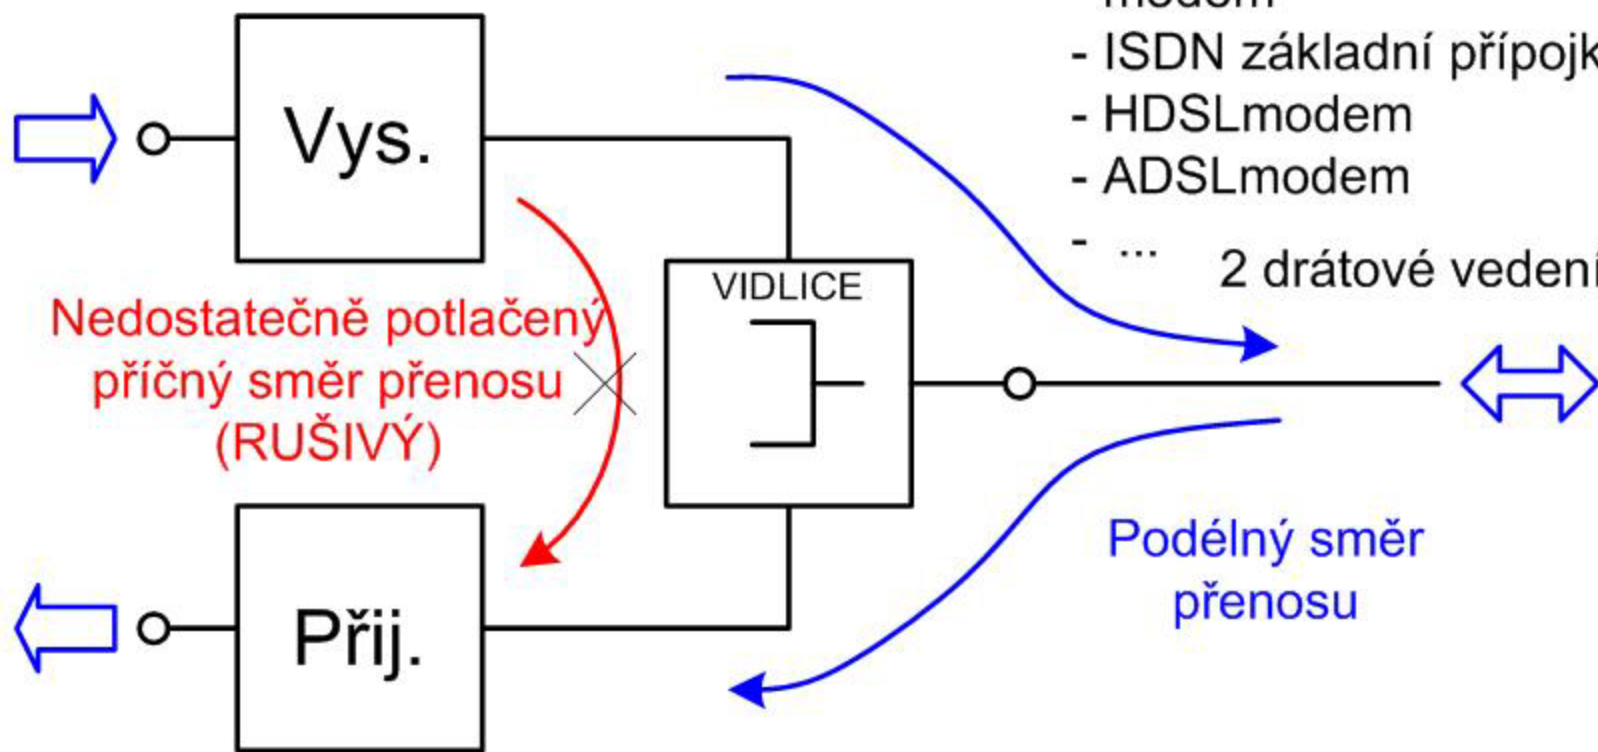 modem
- ISDN základní přípojk
- HDSLmodem
- ADSLmodem
- ...
2 drátové vedení
Vys.
VIDLICE
Nedostatečně potlačený
příčný směr přenosu
(RUŠIVÝ)
Podélný směr
přenosu
Přij.